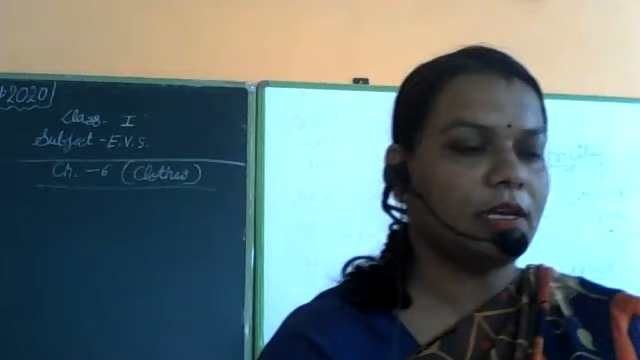 2020
Class- I
Subject - E.V.S.
Ch. - 6 (Clothes)